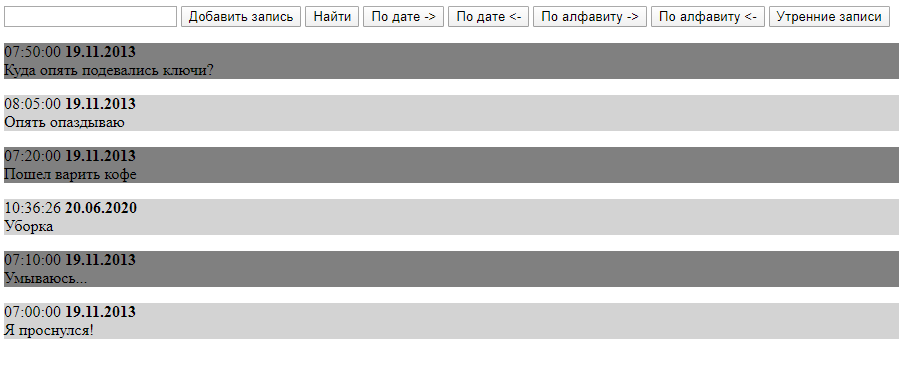 Добавить запись Найти По дате -> По дате <- По алфавиту -> По алфавиту <- Утренние записи
07:50:00 19.11.2013
Куда опять подевались ключи?
08:05:00 19.11.2013
Опять опаздываю
07:20:00 19.11.2013
Пошел варить кофе
10:36:26 20.06.2020
Уборка
07:10:00 19.11.2013
Умываюсь...
07:00:00 19.11.2013
Я проснулся!